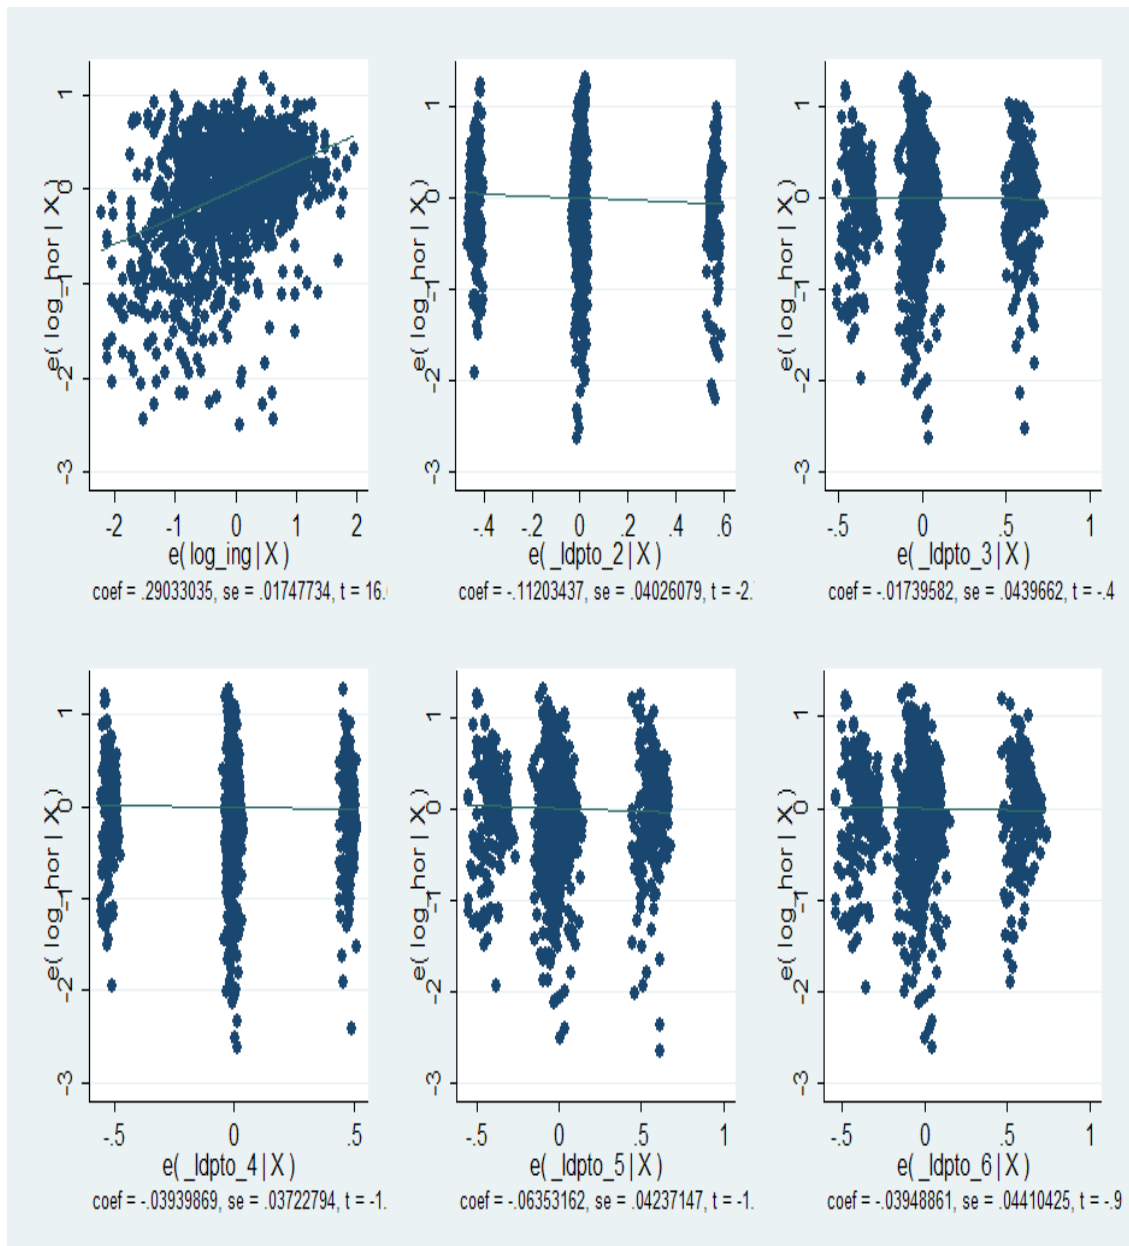 e( log_hor | X )
1
0
-1
-2
-3
-2 -1 0 1 2
e( log_ing | X )
coef = .29033035, se = .01747734, t = 16.
e( log_hor | X )
1
0
-1
-2
-3
-.4 -.2 0 .2 .4 .6
e( _Idpto_2 | X )
coef = -.11203437, se = .04026079, t = -2.
e( log_hor | X )
1
0
-1
-2
-3
-.5 0 .5 1
e( _Idpto_3 | X )
coef = -.01739582, se = .0439662, t = -.4
e( log_hor | X )
1
0
-1
-2
-3
-.5 0 .5
e( _Idpto_4 | X )
coef = -.03939869, se = .03722794, t = -1.
e( log_hor | X )
1
0
-1
-2
-3
-.5 0 .5 1
e( _Idpto_5 | X )
coef = -.06353162, se = .04237147, t = -1.
e( log_hor | X )
1
0
-1
-2
-3
-.5 0 .5 1
e( _Idpto_6 | X )
coef = -.03948861, se = .04410425, t = -.9